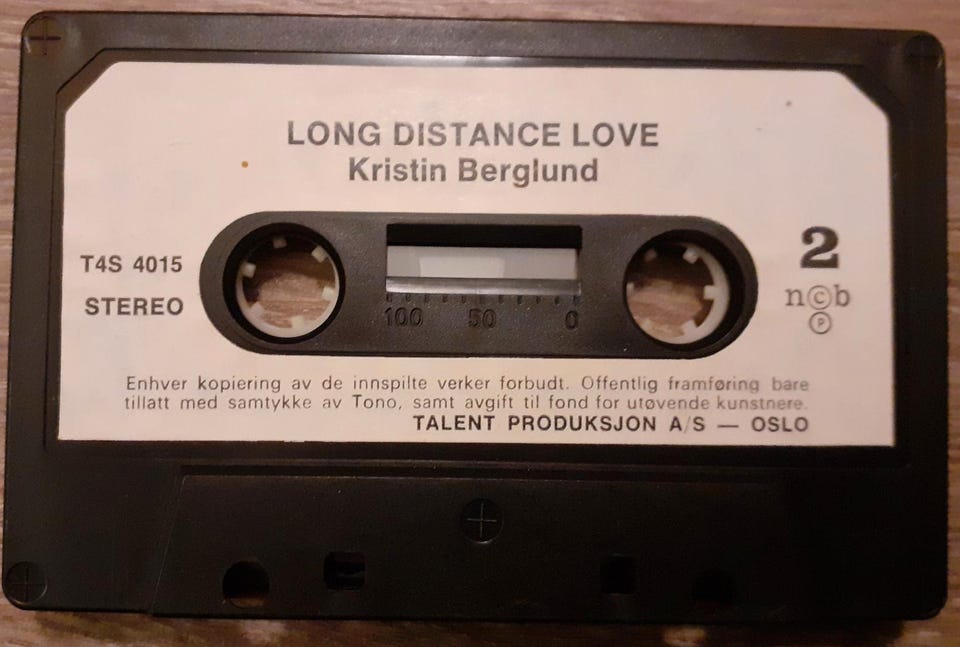 LONG DISTANCE LOVE
Kristin Berglund
T4S 4015
STEREO
2
n©b
℗
100 50 0
Enhver kopiering av de innspilte verker forbudt. Offentlig framføring bare
tillatt med samtykke av Tono, samt avgift til fond for utøvende kunstnere.
TALENT PRODUKSJON A/S — OSLO